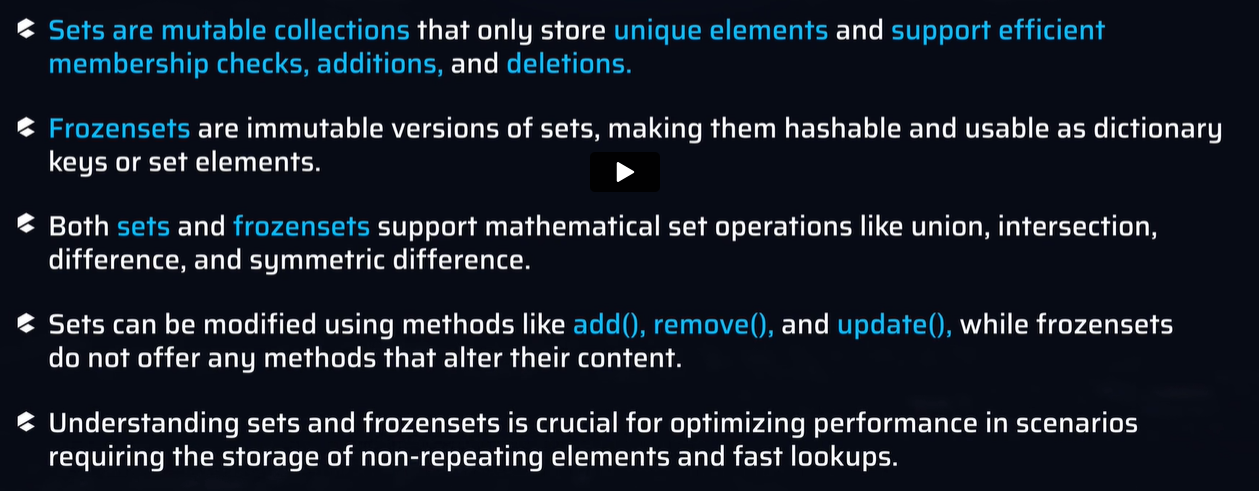 Sets are mutable collections that only store unique elements and support efficient
membership checks, additions, and deletions.
Frozensets are immutable versions of sets, making them hashable and usable as dictionary
keys or set elements.
Both sets and frozensets support mathematical set operations like union, intersection,
difference, and symmetric difference.
Sets can be modified using methods like add(), remove(), and update(), while frozensets
do not offer any methods that alter their content.
Understanding sets and frozensets is crucial for optimizing performance in scenarios
requiring the storage of non-repeating elements and fast lookups.